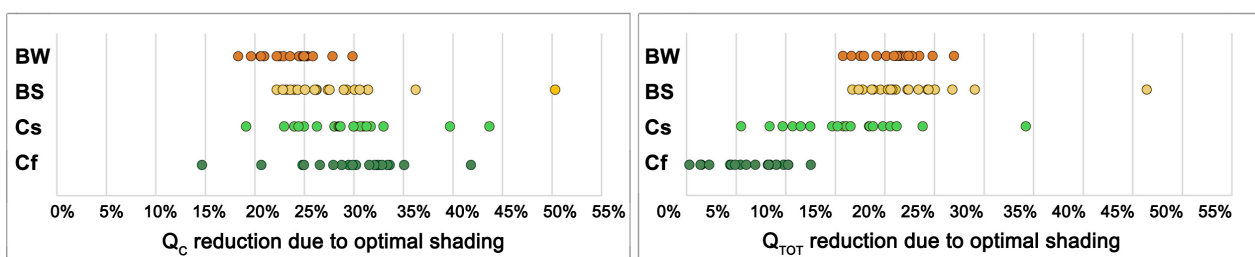 BW
BS
Cs
Cf
0% 5% 10% 15% 20% 25% 30% 35% 40% 45% 50% 55%
QC reduction due to optimal shading
BW
BS
Cs
Cf
0% 5% 10% 15% 20% 25% 30% 35% 40% 45% 50% 55%
QTOT reduction due to optimal shading